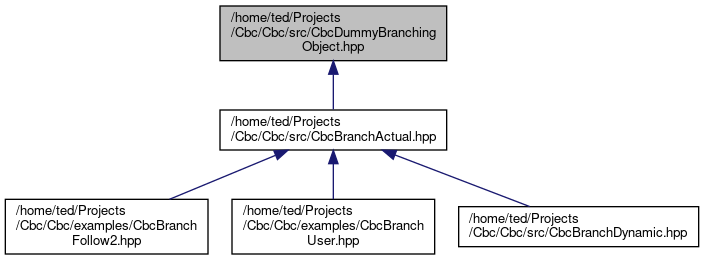 /home/ted/Projects
/Cbc/Cbc/src/CbcDummyBranching
Object.hpp
/home/ted/Projects
/Cbc/Cbc/src/CbcBranchActual.hpp
/home/ted/Projects
/Cbc/Cbc/examples/CbcBranch
Follow2.hpp
/home/ted/Projects
/Cbc/Cbc/examples/CbcBranch
User.hpp
/home/ted/Projects
/Cbc/Cbc/src/CbcBranchDynamic.hpp